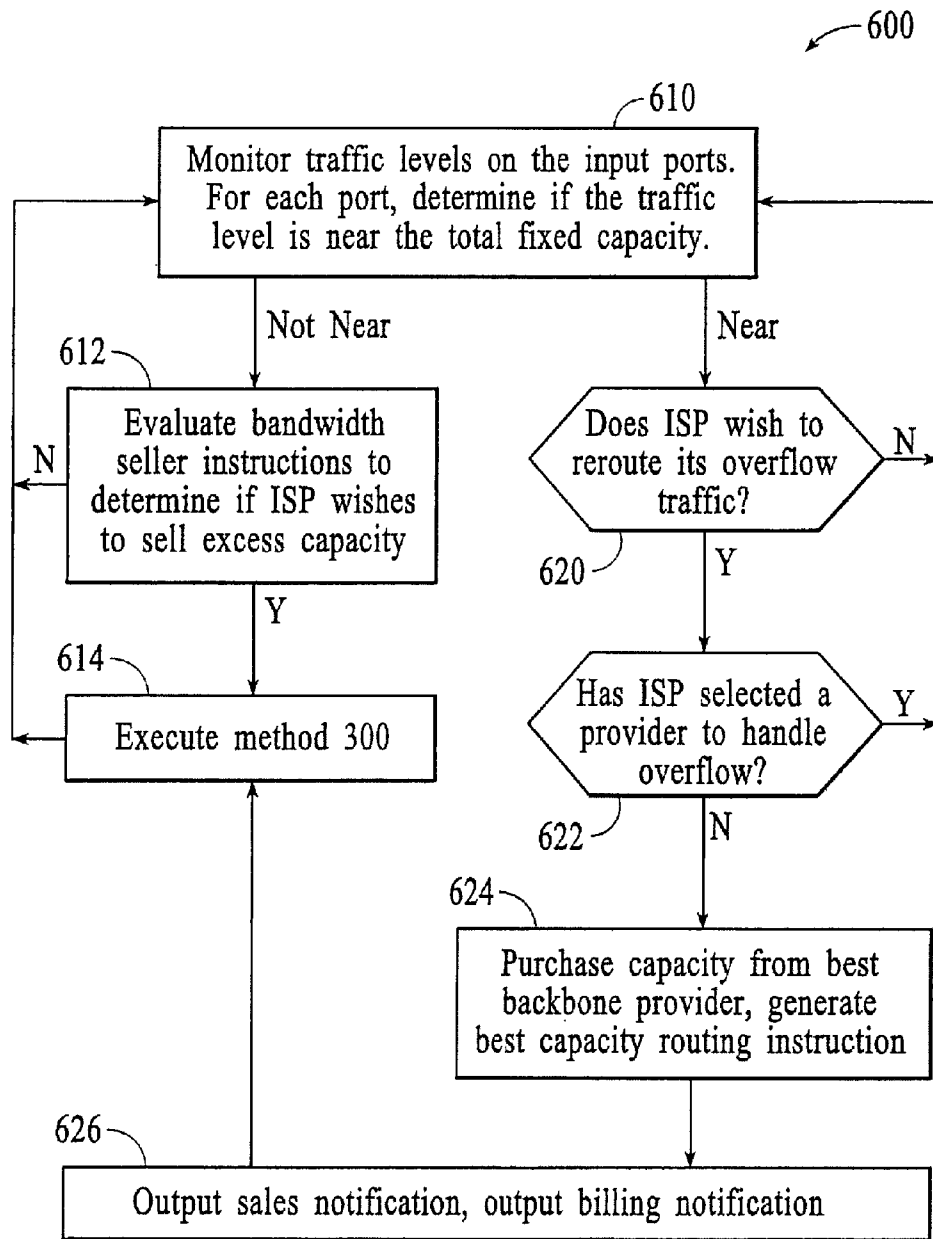 600
610
Monitor traffic levels on the input ports.
For each port, determine if the traffic
level is near the total fixed capacity.
Not Near
Near
612
Evaluate bandwidth
seller instructions to
determine if ISP wishes
to sell excess capacity
N
Does ISP wish to
reroute its overflow
traffic?
N
620
Y
Y
614
Execute method 300
Has ISP selected a
provider to handle
overflow?
Y
622
N
624
Purchase capacity from best
backbone provider, generate
best capacity routing instruction
626
Output sales notification, output billing notification